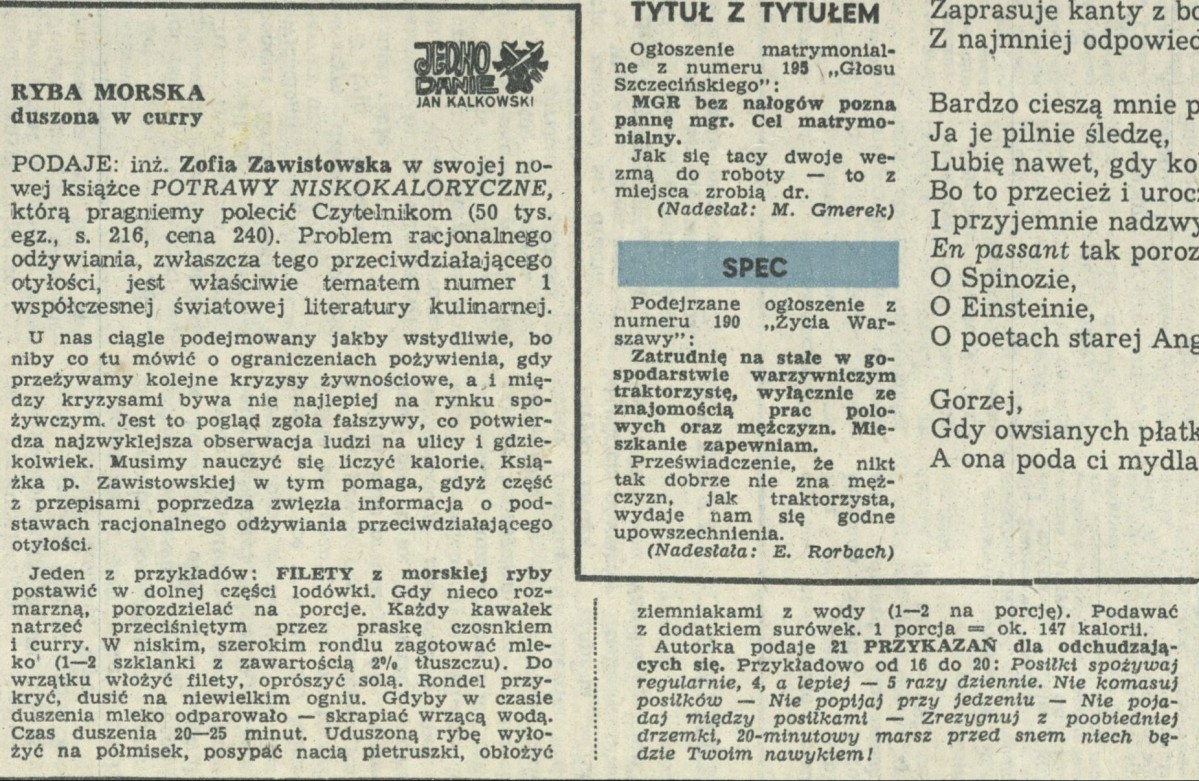 JEDNO
DANIE
JAN KALKOWSKI
RYBA MORSKA
duszona w curry
PODAJE: inż. Zofia Zawistowska w swojej no-
wej książce POTRAWY NISKOKALORYCZNE,
którą pragniemy polecić Czytelnikom (50 tys.
egz., s. 216, cena 240). Problem racjonalnego
odżywiania, zwłaszcza tego przeciwdziałającego
otyłości, jest właściwie tematem numer 1
współczesnej światowej literatury kulinarnej.
U nas ciągle podejmowany jakby wstydliwie, bo
niby co tu mówić o ograniczeniach pożywienia, gdy
przeżywamy kolejne kryzysy żywnościowe, a i mię-
dzy kryzysami bywa nie najlepiej na rynku spo-
żywczym. Jest to pogląd zgoła fałszywy, co potwier-
dza najzwyklejsza obserwacja ludzi na ulicy i gdzie-
kolwiek. Musimy nauczyć się liczyć kalorie. Ksią-
żka p. Zawistowskiej w tym pomaga, gdyż część
z przepisami poprzedza zwięzła informacja o pod-
stawach racjonalnego odżywiania przeciwdziałającego
otyłości.
Jeden z przykładów: FILETY z morskiej ryby
postawić w dolnej części lodówki. Gdy nieco roz-
marzną, porozdzielać na porcje. Każdy kawałek
natrzeć przeciśniętym przez praskę czosnkiem
i curry. W niskim, szerokim rondlu zagotować mle-
ko (1—2 szklanki z zawartością 2% tłuszczu). Do
wrzątku włożyć filety, oprószyć solą. Rondel przy-
kryć, dusić na niewielkim ogniu. Gdyby w czasie
duszenia mleko odparowało — skrapiać wrzącą wodą.
Czas duszenia 20—25 minut. Uduszoną rybę wyło-
żyć na półmisek, posypać nacią pietruszki, obłożyć
ziemniakami z wody (1—2 na porcję). Podawać
z dodatkiem surówek. 1 porcja = ok. 147 kalorii.
Autorka podaje 21 PRZYKAZAŃ dla odchudzają-
cych się. Przykładowo od 16 do 20: Posiłki spożywaj
regularnie, 4, a lepiej — 5 razy dziennie. Nie komasuj
posiłków — Nie popijaj przy jedzeniu — Nie poja-
daj między posiłkami — Zrezygnuj z poobiedniej
drzemki, 20-minutowy marsz przed snem niech bę-
dzie Twoim nawykiem!
TYTUŁ Z TYTUŁEM
Ogłoszenie matrymonial-
ne z numeru 195 „Głosu
Szczecińskiego":
MGR bez nałogów pozna
pannę mgr. Cel matrymo-
nialny.
Jak się tacy dwoje we-
zmą do roboty — to z
miejsca zrobią dr.
(Nadesłał: M. Gmerek)
SPEC
Podejrzane ogłoszenie z
numeru 190 „Życia War-
szawy":
Zatrudnię na stałe w go-
spodarstwie warzywniczym
traktorzystę, wyłącznie ze
znajomością prac polo-
wych oraz mężczyzn. Mie-
szkanie zapewniam.
Przeświadczenie, że nikt
tak dobrze nie zna męż-
czyzn, jak traktorzysta,
wydaje nam się godne
upowszechnienia.
(Nadesłała: E. Rorbach)
Zaprasuje kanty z
Z najmniej
Bardzo cieszą mnie
Ja je pilnie śledzę,
Lubię nawet, gdy
Bo to przecież i
I przyjemnie
En passant tak
O Spinozie,
O Einsteinie,
O poetach starej
Gorzej,
Gdy owsianych
A ona poda ci